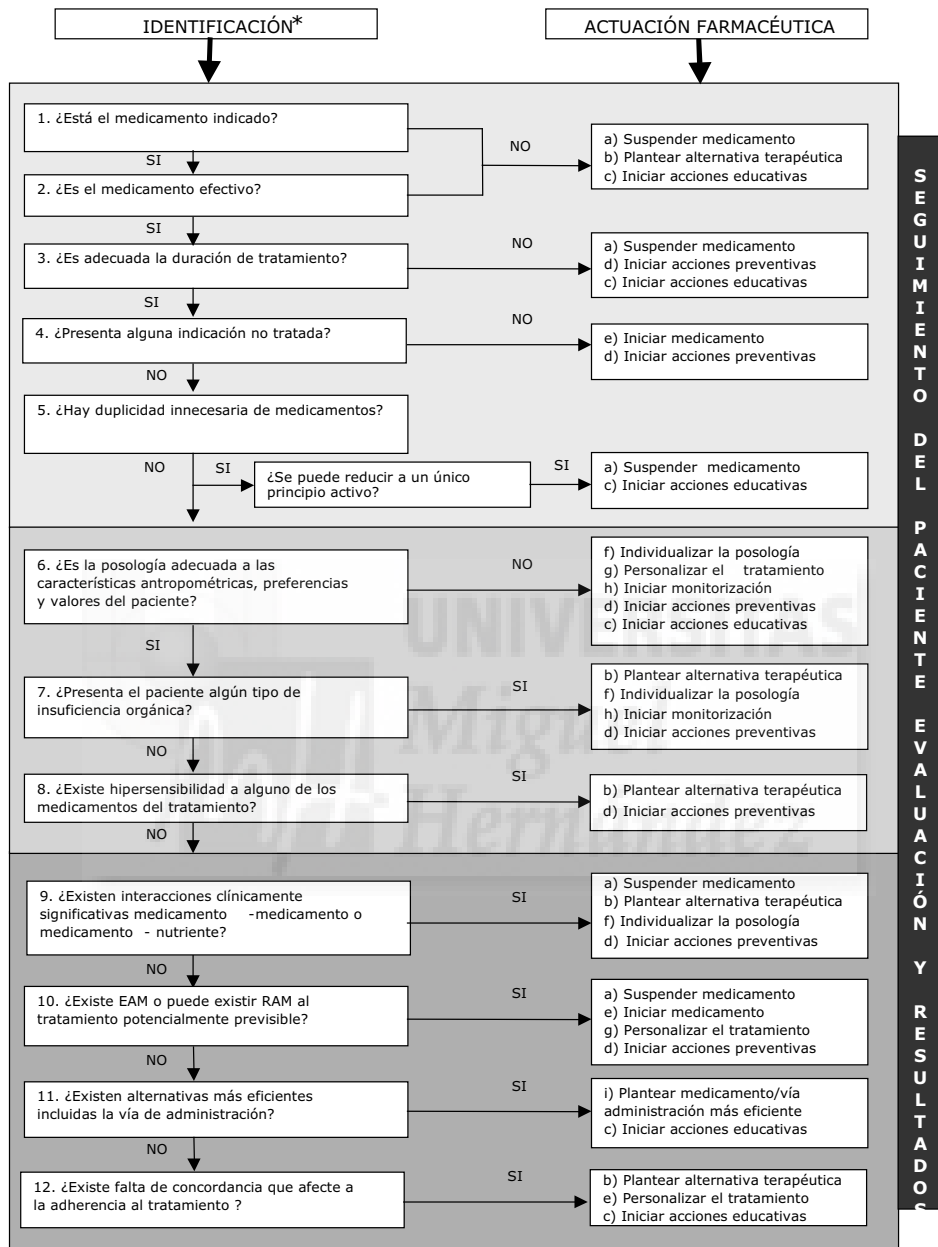 IDENTIFICACIÓN*
ACTUACIÓN FARMACÉUTICA
1. ¿Está el medicamento indicado?
SI
NO
a) Suspender medicamento
b) Plantear alternativa terapéutica
c) Iniciar acciones educativas
2. ¿Es el medicamento efectivo?
SI
3. ¿Es adecuada la duración de tratamiento?
NO
a) Suspender medicamento
d) Iniciar acciones preventivas
c) Iniciar acciones educativas
SI
4. ¿Presenta alguna indicación no tratada?
NO
e) Iniciar medicamento
d) Iniciar acciones preventivas
NO
5. ¿Hay duplicidad innecesaria de medicamentos?
NO
SI
¿Se puede reducir a un único
principio activo?
SI
a) Suspender medicamento
c) Iniciar acciones educativas
6. ¿Es la posología adecuada a las
características antropométricas, preferencias
y valores del paciente?
NO
f) Individualizar la posología
g) Personalizar el tratamiento
h) Iniciar monitorización
d) Iniciar acciones preventivas
c) Iniciar acciones educativas
SI
7. ¿Presenta el paciente algún tipo de
insuficiencia orgánica?
SI
b) Plantear alternativa terapéutica
f) Individualizar la posología
h) Iniciar monitorización
d) Iniciar acciones preventivas
NO
8. ¿Existe hipersensibilidad a alguno de los
medicamentos del tratamiento?
SI
b) Plantear alternativa terapéutica
d) Iniciar acciones preventivas
NO
9. ¿Existen interacciones clínicamente
significativas medicamento -medicamento o
medicamento - nutriente?
SI
a) Suspender medicamento
b) Plantear alternativa terapéutica
f) Individualizar la posología
d) Iniciar acciones preventivas
NO
10. ¿Existe EAM o puede existir RAM al
tratamiento potencialmente previsible?
SI
a) Suspender medicamento
e) Iniciar medicamento
g) Personalizar el tratamiento
d) Iniciar acciones preventivas
NO
11. ¿Existen alternativas más eficientes
incluidas la vía de administración?
SI
i) Plantear medicamento/vía
administración más eficiente
c) Iniciar acciones educativas
NO
12. ¿Existe falta de concordancia que afecte a
la adherencia al tratamiento ?
SI
b) Plantear alternativa terapéutica
e) Personalizar el tratamiento
c) Iniciar acciones educativas
SEGUIMIENTO DEL PACIENTE EVALUACIÓN Y RESULTADOS
UNIVERSITAS
Miguel
Hernández